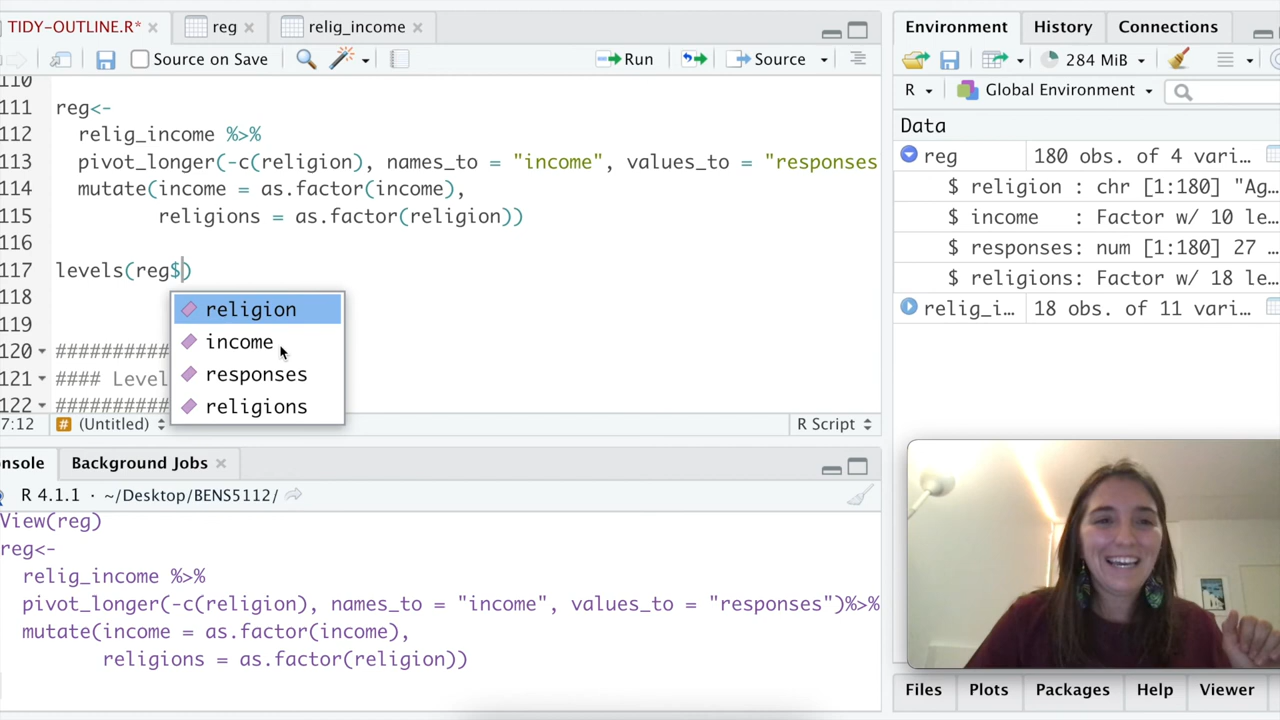 TIDY-OUTLINE.R* × reg × relig_income ×
Source on Save Run Source
110
111 reg<-
112 relig_income %>%
113 pivot_longer(-c(religion), names_to = "income", values_to = "responses
114 mutate(income = as.factor(income),
115 religions = as.factor(religion))
116
117 levels(reg$)
118
119
120 ##########
121 #### Level
122 ##########
religion
income
responses
religions
7:12 # (Untitled) R Script
onsole Background Jobs ×
R 4.1.1 · ~/Desktop/BENS5112/
View(reg)
reg<-
relig_income %>%
pivot_longer(-c(religion), names_to = "income", values_to = "responses")%>%
mutate(income = as.factor(income),
religions = as.factor(religion))
Environment History Connections
284 MiB
R Global Environment
Data
reg 180 obs. of 4 vari…
$ religion : chr [1:180] "Ag…
$ income : Factor w/ 10 le…
$ responses: num [1:180] 27 …
$ religions: Factor w/ 18 le…
relig_i… 18 obs. of 11 vari…
Files Plots Packages Help Viewer